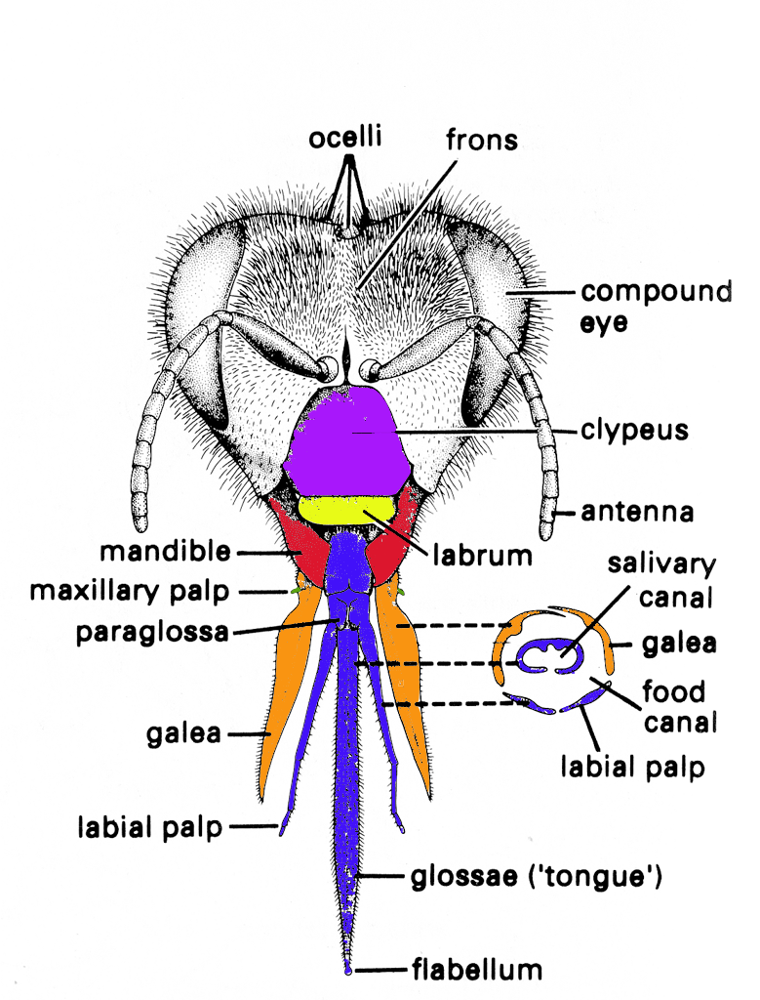 ocelli
frons
compound
eye
clypeus
antenna
mandible
labrum
salivary
canal
maxillary palp
paraglossa
galea
food
canal
galea
labial palp
labial palp
glossae ('tongue')
flabellum